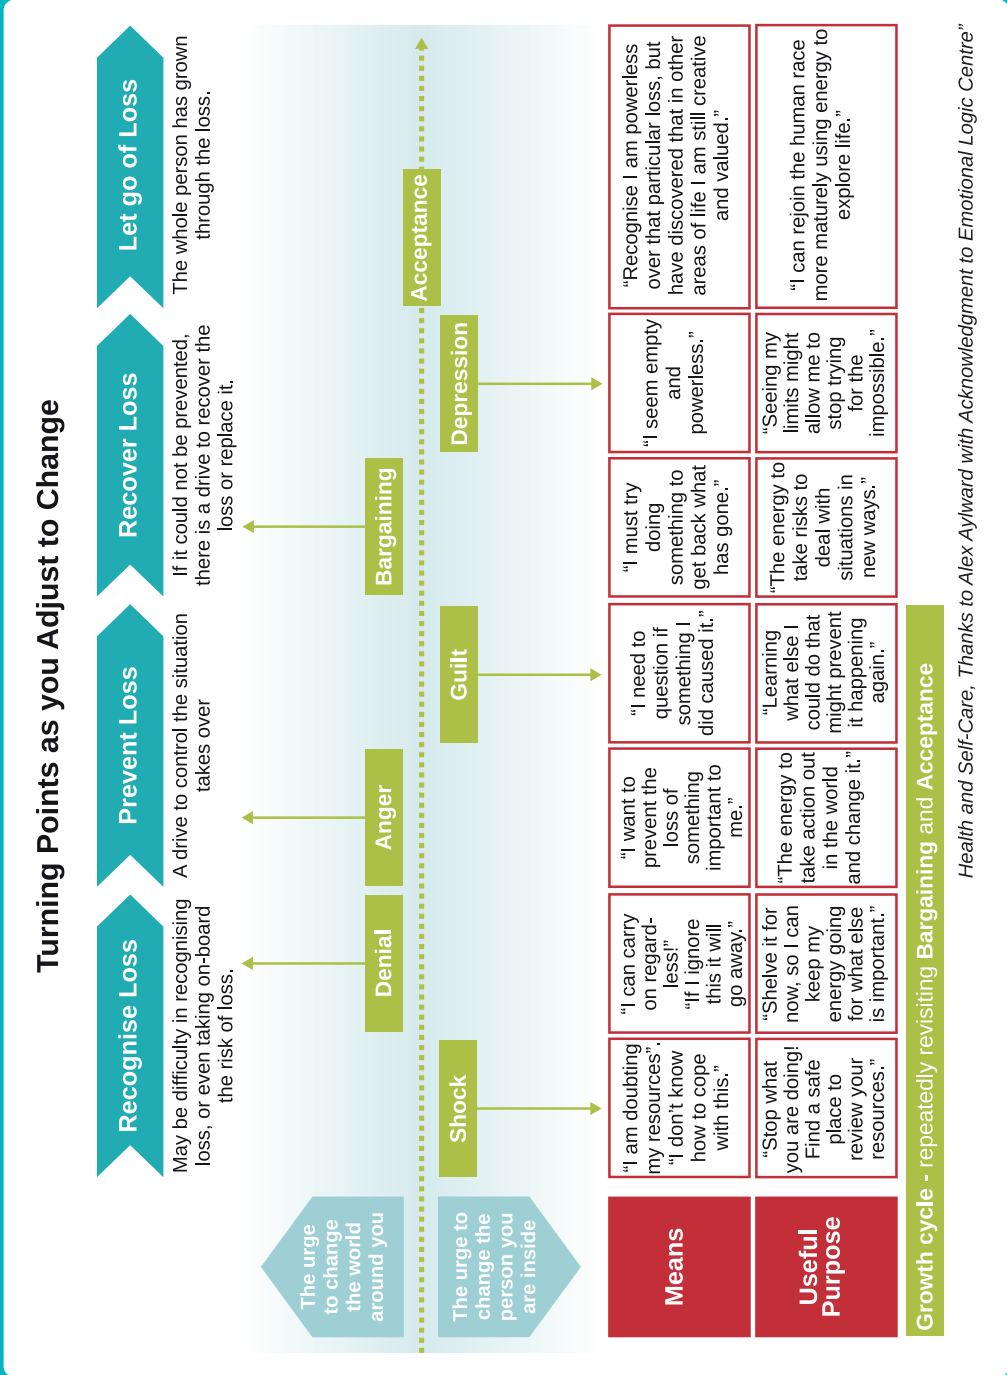 Turning Points as you Adjust to Change
Recognise Loss
May be difficulty in recognising
loss, or even taking on-board
the risk of loss.
Prevent Loss
A drive to control the situation
takes over
Recover Loss
If it could not be prevented,
there is a drive to recover the
loss or replace it.
Let go of Loss
The whole person has grown
through the loss.
The urge
to change
the world
around you
The urge to
change the
person you
are inside
Shock
Denial
Anger
Guilt
Bargaining
Depression
Acceptance
Means
“I am doubting
my resources”.
“I don’t know
how to cope
with this.”
“I can carry
on regard-
less!”
“If I ignore
this it will
go away.”
“I want to
prevent the
loss of
something
important to
me.”
“I need to
question if
something I
did caused it.”
“I must try
doing
something to
get back what
has gone.”
“I seem empty
and
powerless.”
“Recognise I am powerless
over that particular loss, but
have discovered that in other
areas of life I am still creative
and valued.”
Useful
Purpose
“Stop what
you are doing!
Find a safe
place to
review your
resources.”
“Shelve it for
now, so I can
keep my
energy going
for what else
is important.”
“The energy to
take action out
in the world
and change it.”
“Learning
what else I
could do that
might prevent
it happening
again.”
“The energy to
take risks to
deal with
situations in
new ways.”
“Seeing my
limits might
allow me to
stop trying
for the
impossible.”
“I can rejoin the human race
more maturely using energy to
explore life.”
Growth cycle - repeatedly revisiting Bargaining and Acceptance
Health and Self-Care, Thanks to Alex Aylward with Acknowledgment to Emotional Logic Centre”